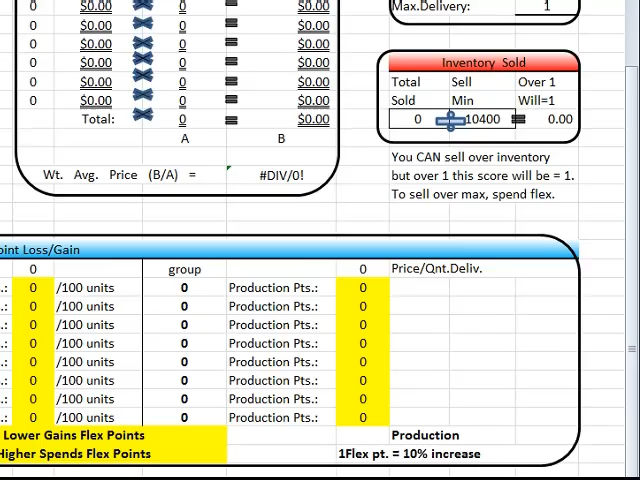 Max.Delivery: 1
0 $0.00 0 = $0.00
0 $0.00 0 = $0.00
0 $0.00 0 = $0.00
0 $0.00 0 = $0.00
0 $0.00 0 = $0.00
0 $0.00 0 = $0.00
Total: 0 = $0.00
A B
Wt. Avg. Price (B/A) = #DIV/0!
Inventory Sold
Total Sell Over 1
Sold Min Will=1
0 10400 = 0.00
You CAN sell over inventory
but over 1 this score will be = 1.
To sell over max, spend flex.
oint Loss/Gain
0 group 0 Price/Qnt.Deliv.
.: 0 /100 units 0 Production Pts.: 0
.: 0 /100 units 0 Production Pts.: 0
.: 0 /100 units 0 Production Pts.: 0
.: 0 /100 units 0 Production Pts.: 0
.: 0 /100 units 0 Production Pts.: 0
.: 0 /100 units 0 Production Pts.: 0
.: 0 /100 units 0 Production Pts.: 0
.: 0 /100 units 0 Production Pts.: 0
Lower Gains Flex Points Production
Higher Spends Flex Points 1Flex pt. = 10% increase